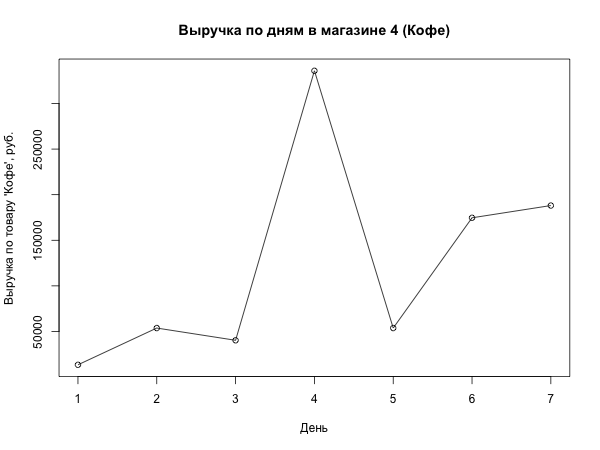 Выручка по дням в магазине 4 (Кофе)
Выручка по товару 'Кофе', руб.
250000
150000
50000
1 2 3 4 5 6 7
День